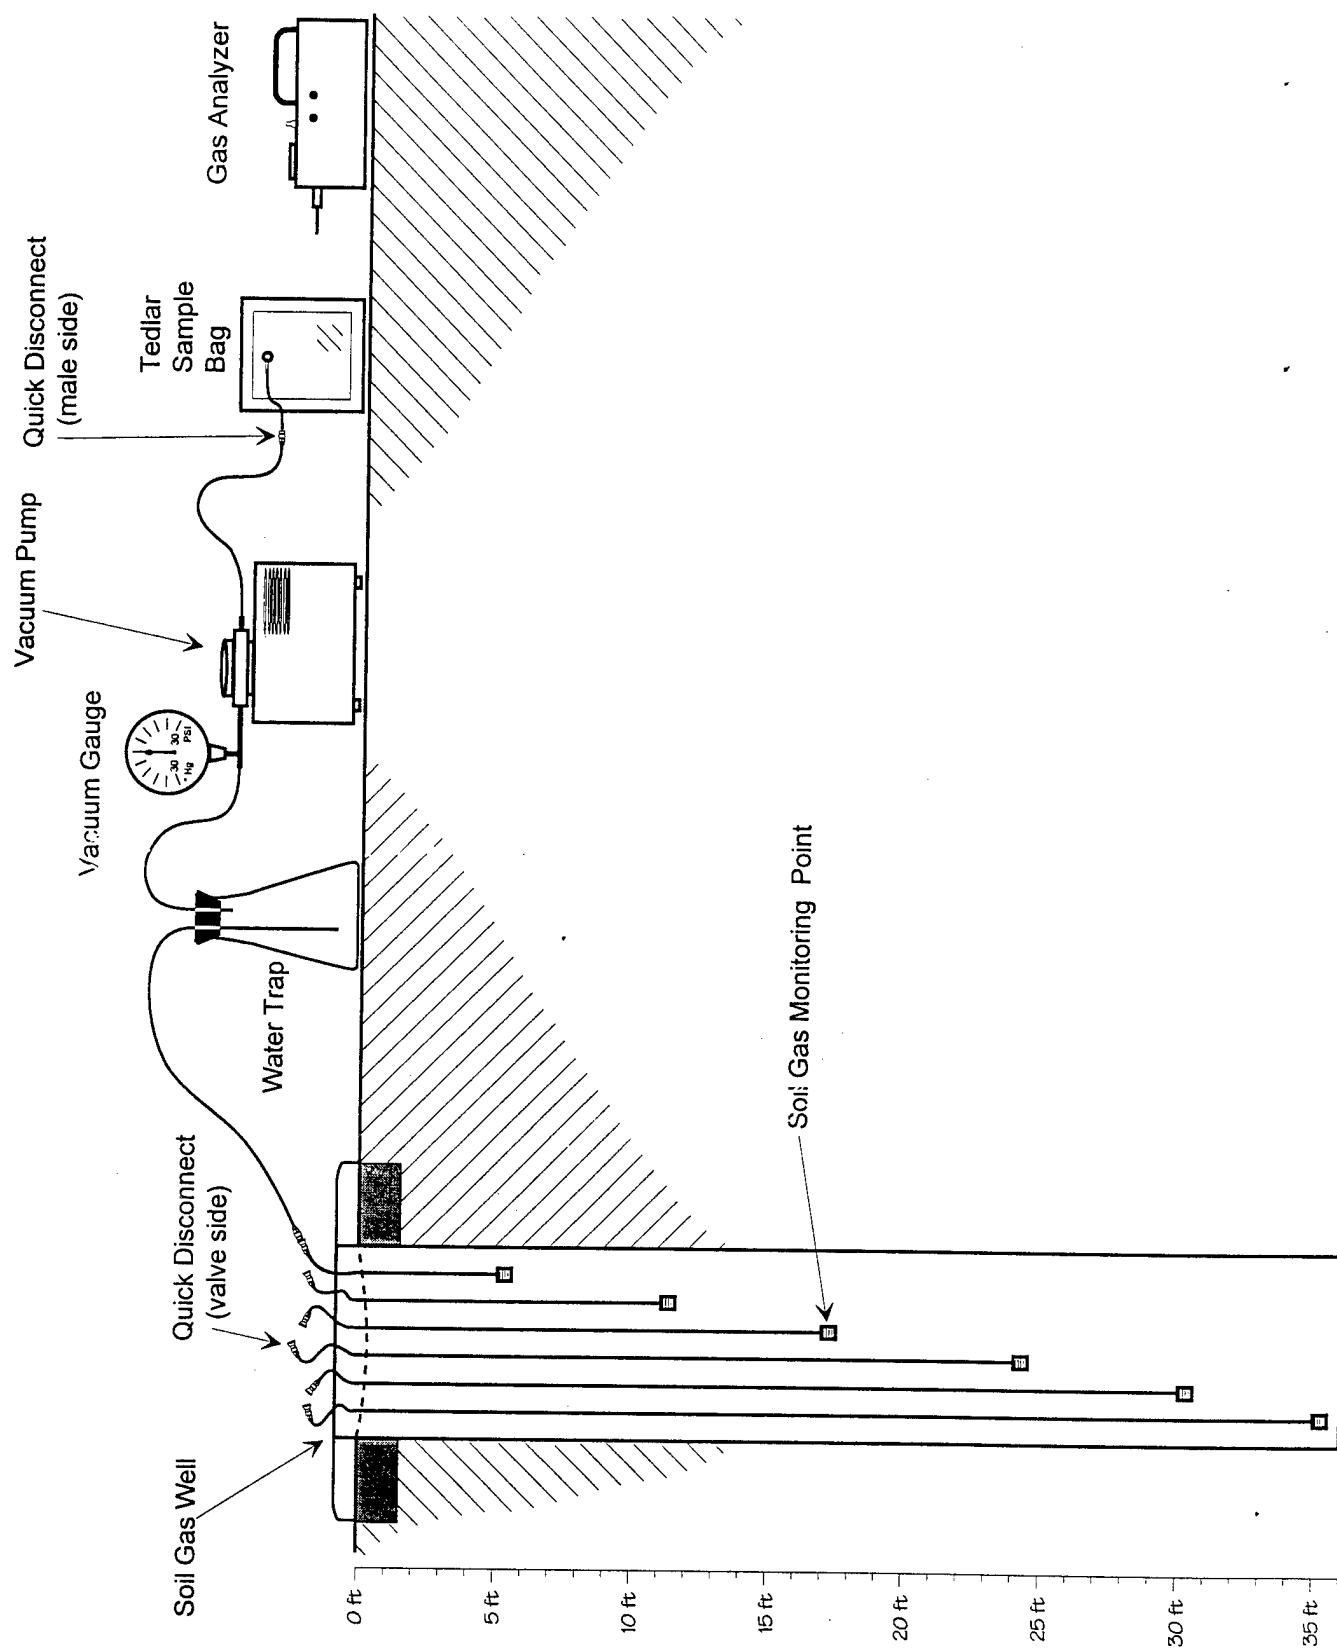 Gas Analyzer
Quick Disconnect
(male side)
Tedlar
Sample
Bag
Vacuum Pump
Vacuum Gauge
30
" Hg
30
PSI
Water Trap
Quick Disconnect
(valve side)
Soil Gas Well
Soil Gas Monitoring Point
0 ft
5 ft
10 ft
15 ft
20 ft
25 ft
30 ft
35 ft